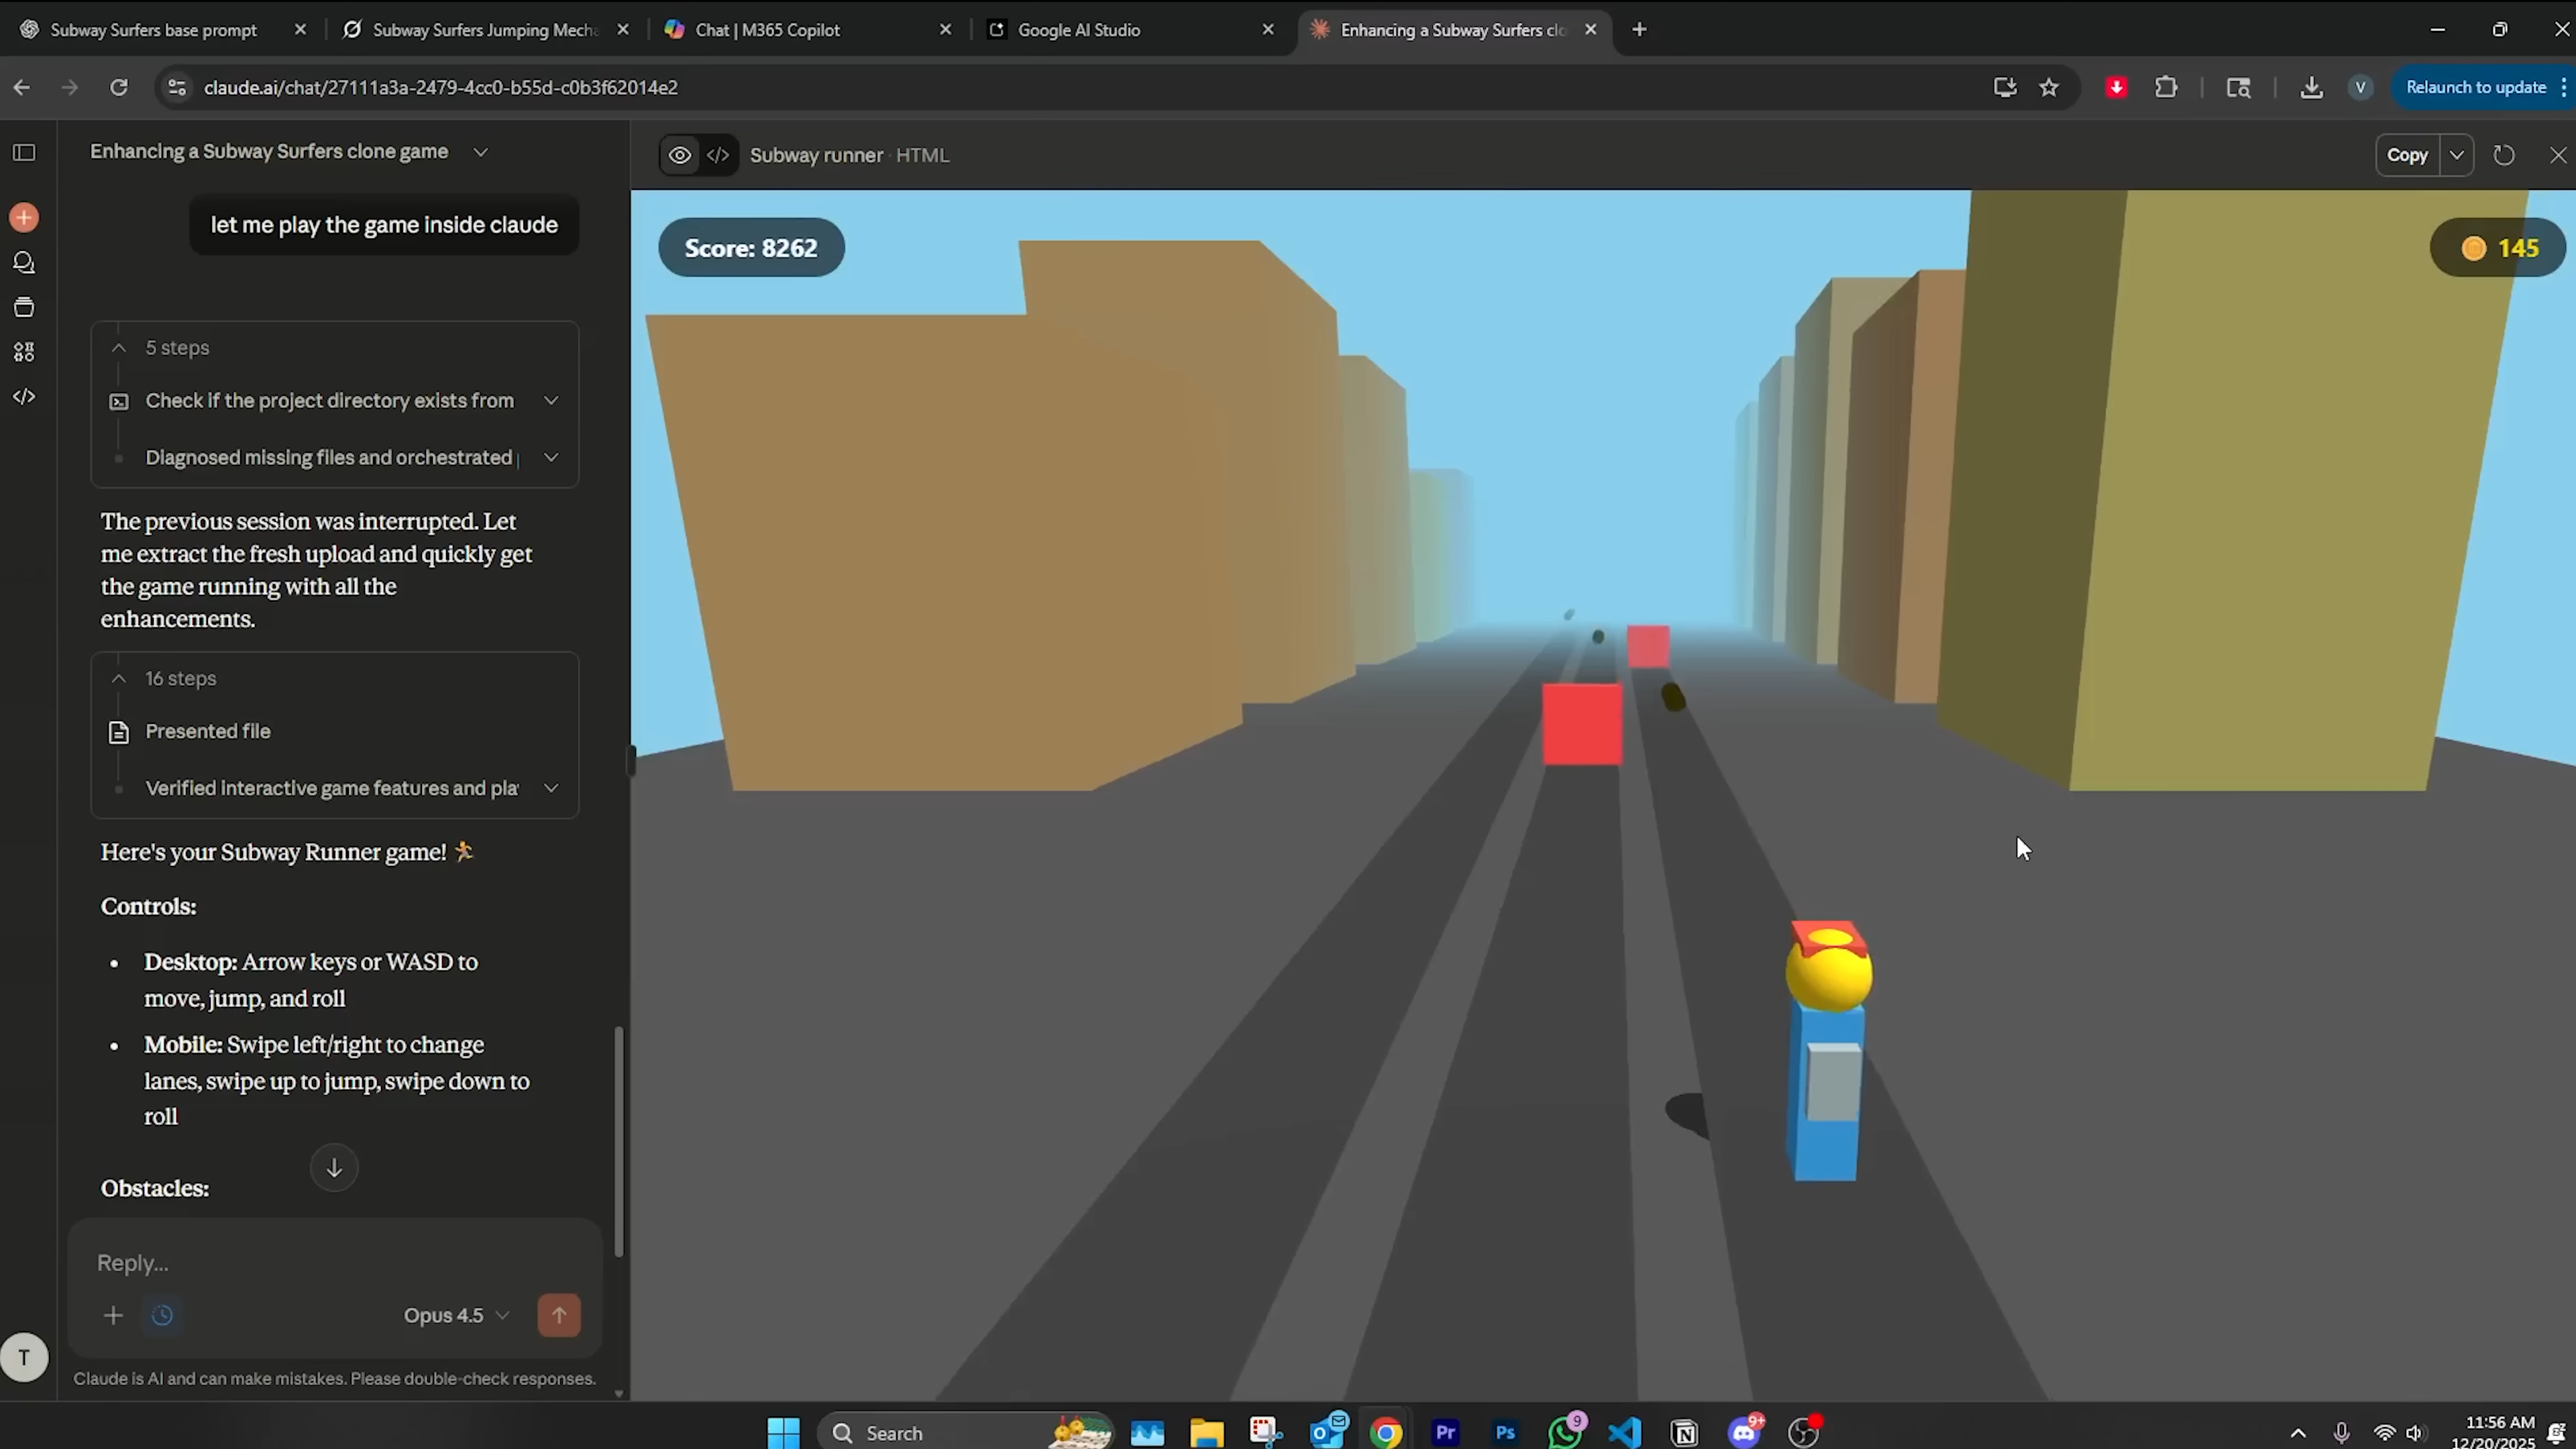 Subway Surfers base prompt
Subway Surfers Jumping Mech
Chat | M365 Copilot
Google AI Studio
Enhancing a Subway Surfers clo
claude.ai/chat/27111a3a-2479-4cc0-b55d-c0b3f62014e2
V
Relaunch to update
Enhancing a Subway Surfers clone game
Subway runner · HTML
Copy
let me play the game inside claude
5 steps
Check if the project directory exists from
Diagnosed missing files and orchestrated
The previous session was interrupted. Let
me extract the fresh upload and quickly get
the game running with all the
enhancements.
16 steps
Presented file
Verified interactive game features and pla
Here's your Subway Runner game!
Controls:
• Desktop: Arrow keys or WASD to
move, jump, and roll
• Mobile: Swipe left/right to change
lanes, swipe up to jump, swipe down to
roll
Obstacles:
Reply...
Opus 4.5
T
Claude is AI and can make mistakes. Please double-check responses.
Score: 8262
145
Search
Pr
Ps
9
9+
11:56 AM
12/20/2025